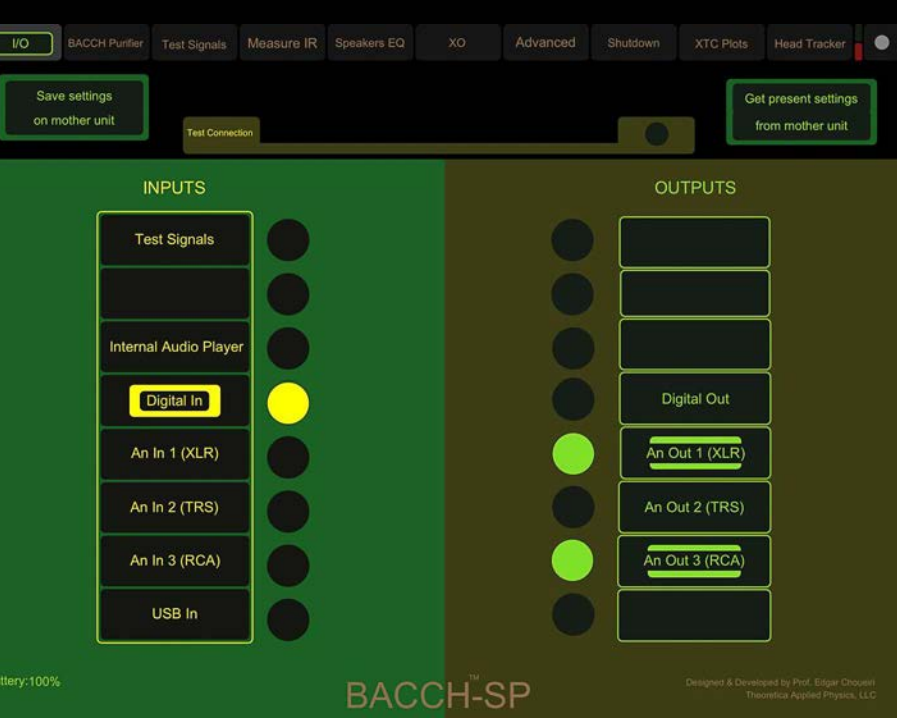 I/O
BACCH Purifier
Test Signals
Measure IR
Speakers EQ
XO
Advanced
Shutdown
XTC Plots
Head Tracker
Save settings
on mother unit
Test Connection
Get present settings
from mother unit
INPUTS
Test Signals
Internal Audio Player
Digital In
An In 1 (XLR)
An In 2 (TRS)
An In 3 (RCA)
USB In
OUTPUTS
Digital Out
An Out 1 (XLR)
An Out 2 (TRS)
An Out 3 (RCA)
ttery:100%
BACCH-SP™
Designed & Developed by Prof. Edgar Choueiri
Theoretica Applied Physics, LLC